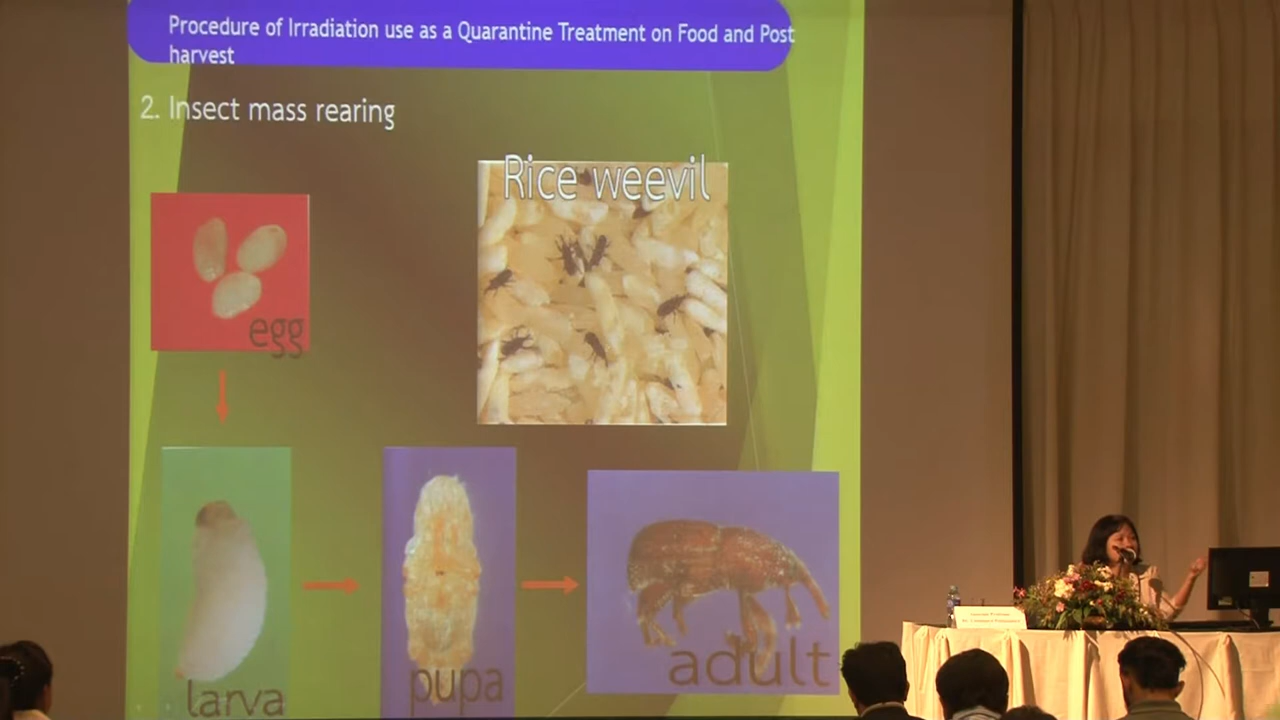 Procedure of Irradiation use as a Quarantine Treatment on Food and Post
harvest
2. Insect mass rearing
Rice weevil
egg
larva
pupa
adult